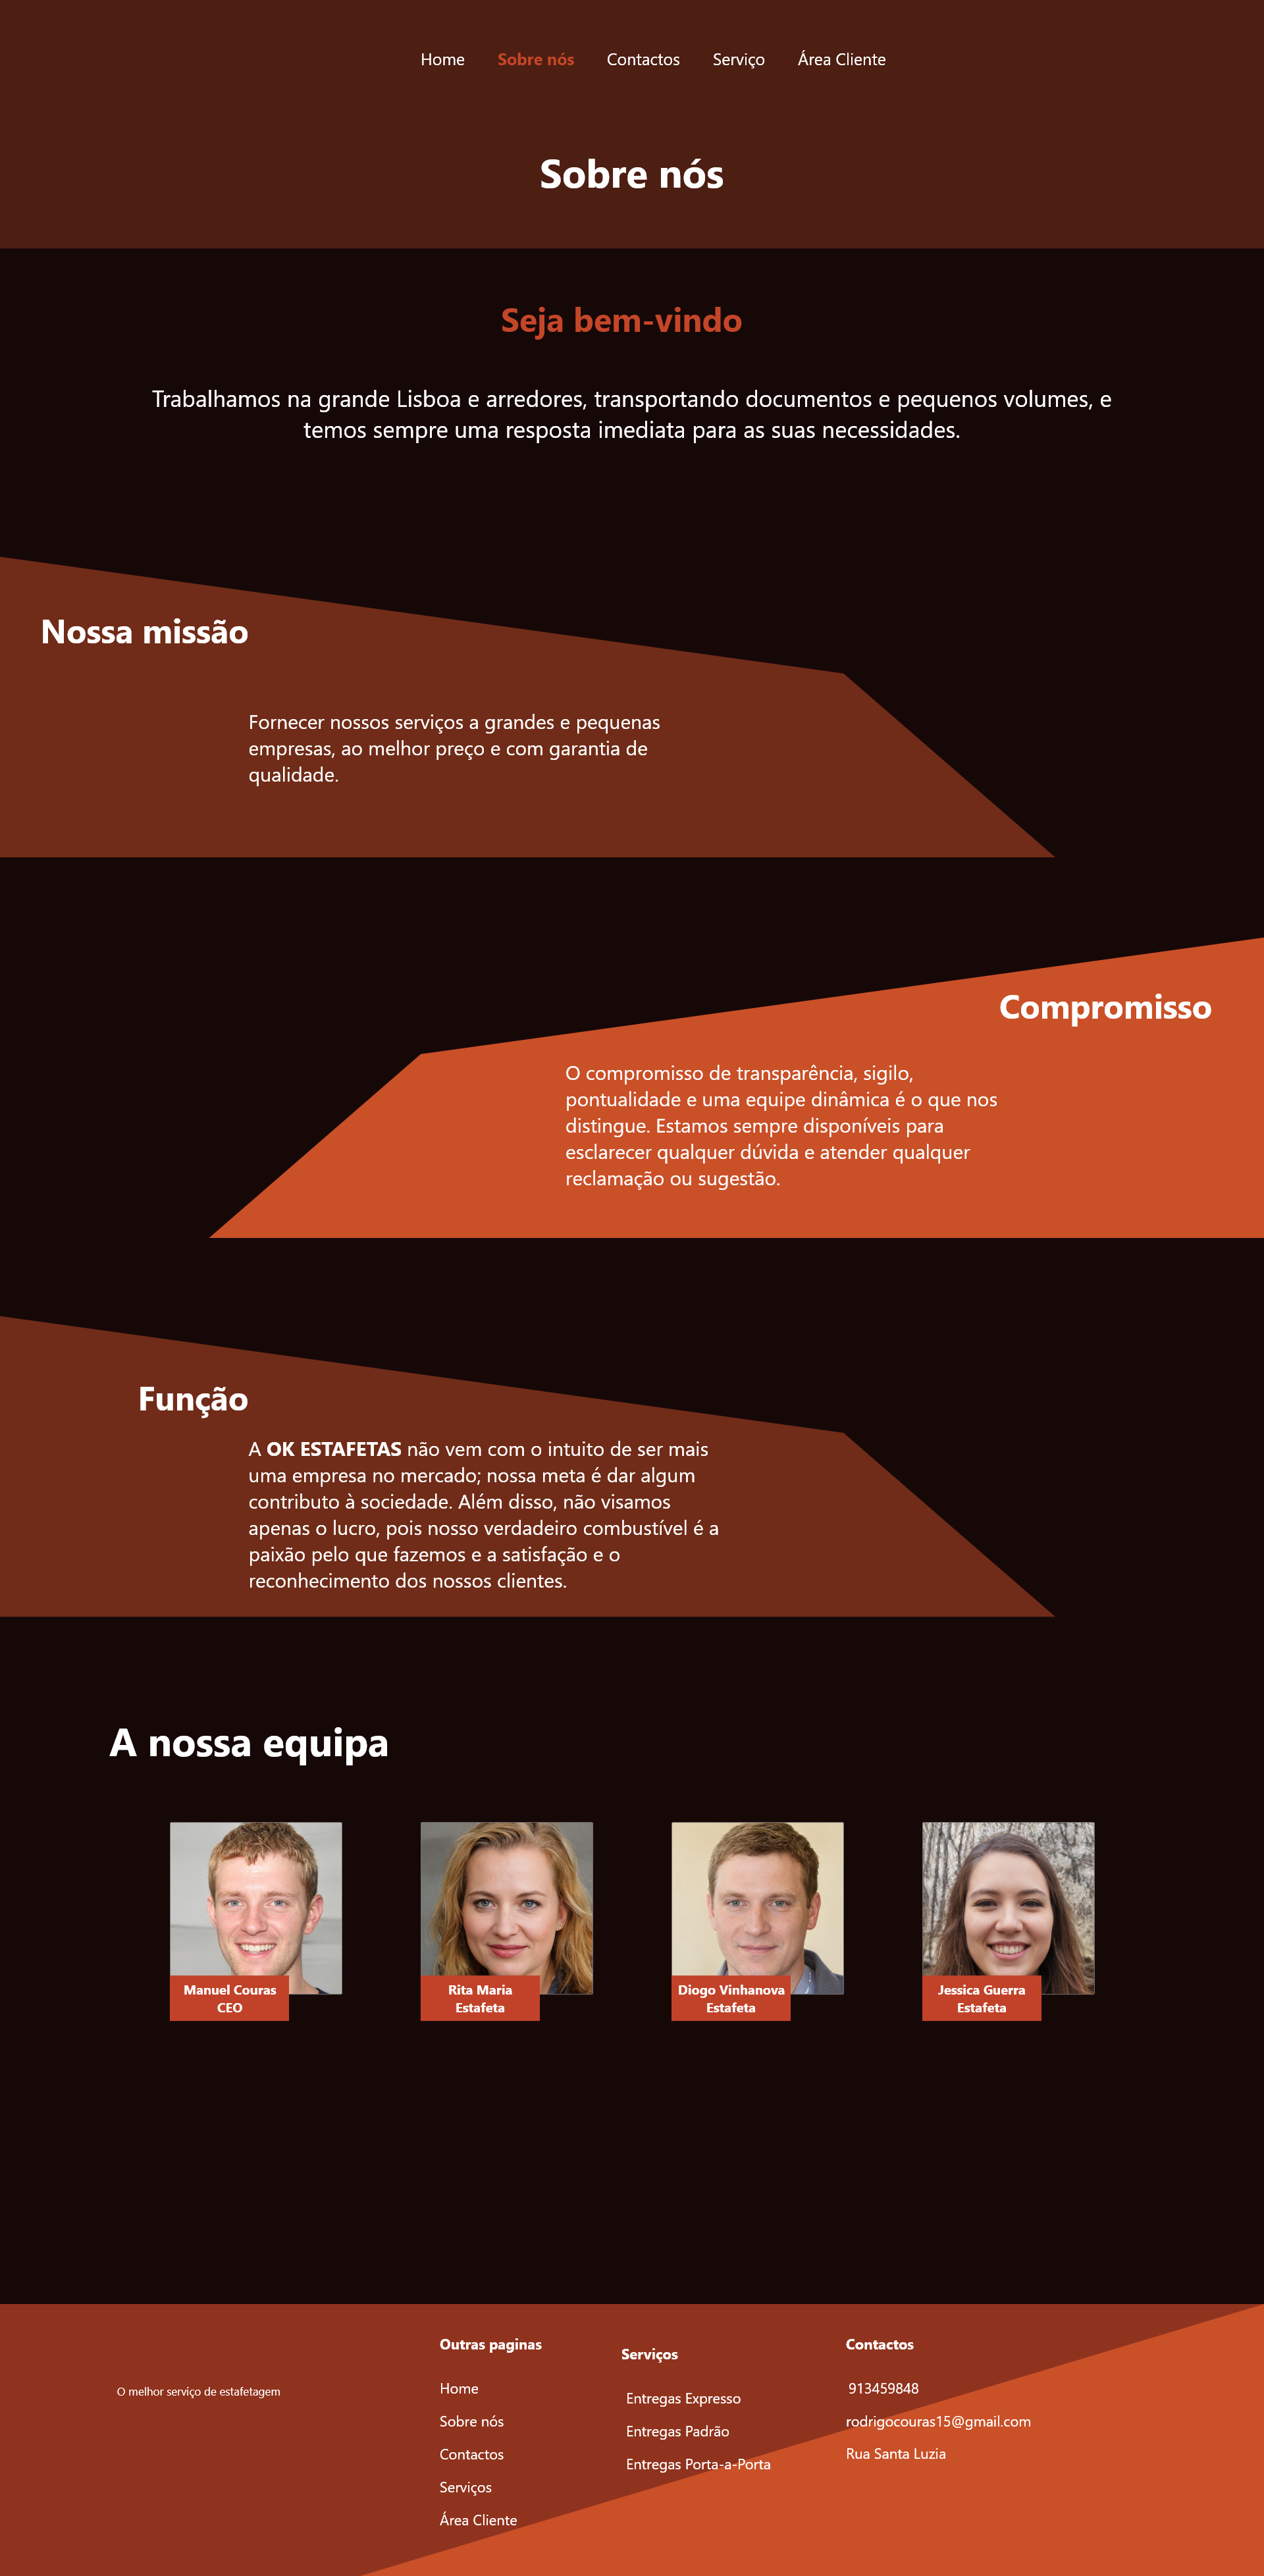 Home Sobre nós Contactos Serviço Área Cliente
Sobre nós
Seja bem-vindo
Trabalhamos na grande Lisboa e arredores, transportando documentos e pequenos volumes, e
temos sempre uma resposta imediata para as suas necessidades.
Nossa missão
Fornecer nossos serviços a grandes e pequenas
empresas, ao melhor preço e com garantia de
qualidade.
Compromisso
O compromisso de transparência, sigilo,
pontualidade e uma equipe dinâmica é o que nos
distingue. Estamos sempre disponíveis para
esclarecer qualquer dúvida e atender qualquer
reclamação ou sugestão.
Função
A OK ESTAFETAS não vem com o intuito de ser mais
uma empresa no mercado; nossa meta é dar algum
contributo à sociedade. Além disso, não visamos
apenas o lucro, pois nosso verdadeiro combustível é a
paixão pelo que fazemos e a satisfação e o
reconhecimento dos nossos clientes.
A nossa equipa
Manuel Couras
CEO
Rita Maria
Estafeta
Diogo Vinhanova
Estafeta
Jessica Guerra
Estafeta
O melhor serviço de estafetagem
Outras paginas
Home
Sobre nós
Contactos
Serviços
Área Cliente
Serviços
Entregas Expresso
Entregas Padrão
Entregas Porta-a-Porta
Contactos
913459848
rodrigocouras15@gmail.com
Rua Santa Luzia